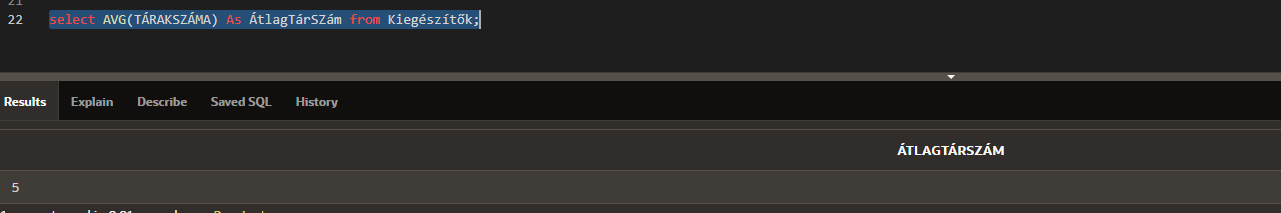 21
22 select AVG(TÁRAKSZÁMA) As ÁtlagTárSZám from Kiegészítők;
Results Explain Describe Saved SQL History
ÁTLAGTÁRSZÁM
5